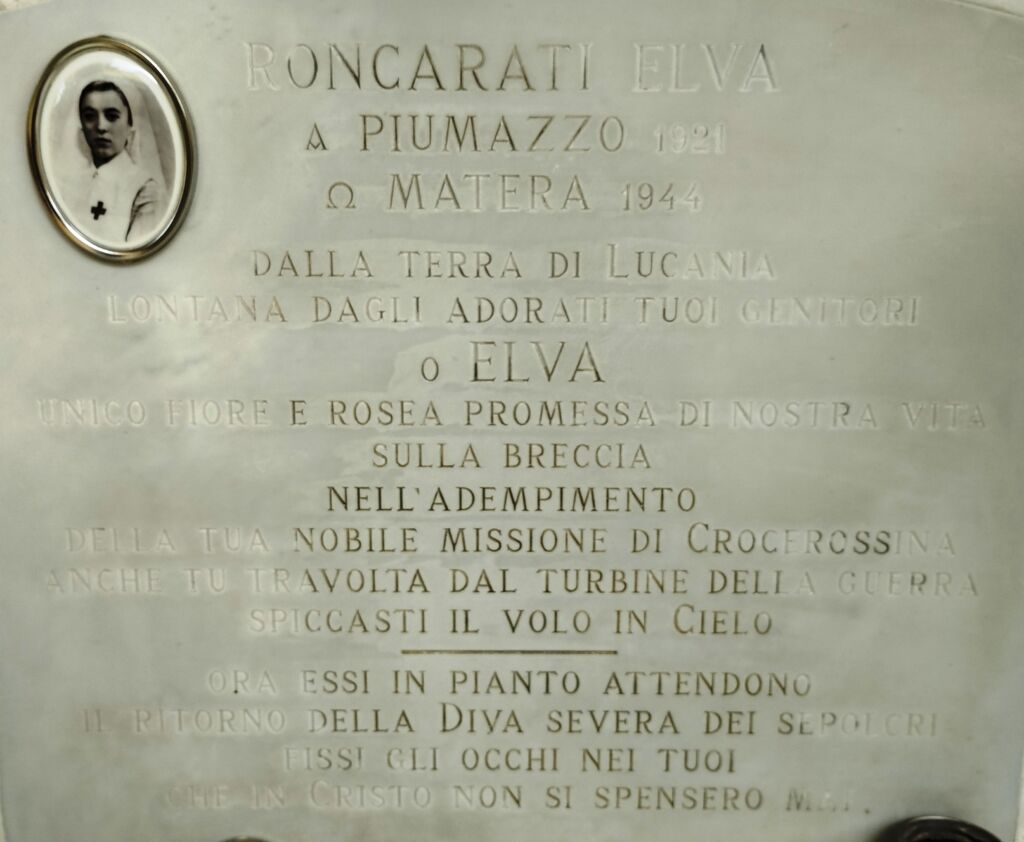 RONCARATI ELVA
Α PIUMAZZO 1921
Ω MATERA 1944
DALLA TERRA DI LUCANIA
LONTANA DAGLI ADORATI TUOI GENITORI
O ELVA
UNICO FIORE E ROSEA PROMESSA DI NOSTRA VITA
SULLA BRECCIA
NELL'ADEMPIMENTO
DELLA TUA NOBILE MISSIONE DI CROCEROSSINA
ANCHE TU TRAVOLTA DAL TURBINE DELLA GUERRA
SPICCASTI IL VOLO IN CIELO
ORA ESSI IN PIANTO ATTENDONO
IL RITORNO DELLA DIVA SEVERA DEI SEPOLCRI
FISSI GLI OCCHI NEI TUOI
CHE IN CRISTO NON SI SPENSERO MAI.